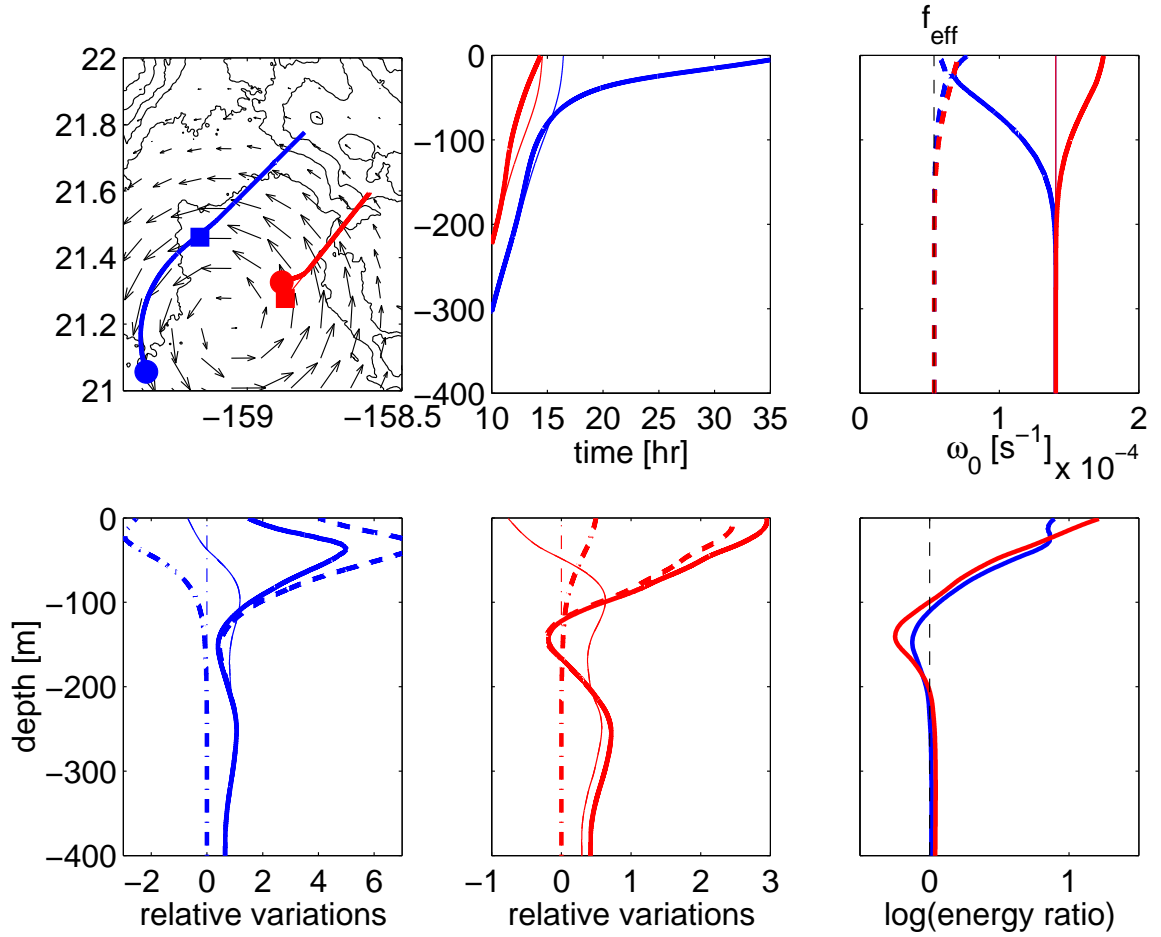 f_eff
22
21.8
21.6
21.4
21.2
21
−159
−158.5
0
−100
−200
−300
−400
10 15 20 25 30 35
time [hr]
0 1 2
ω_0 [s^−1]
x 10^−4
0
−100
−200
−300
−400
depth [m]
−2 0 2 4 6
relative variations
−1 0 1 2 3
relative variations
0 1
log(energy ratio)